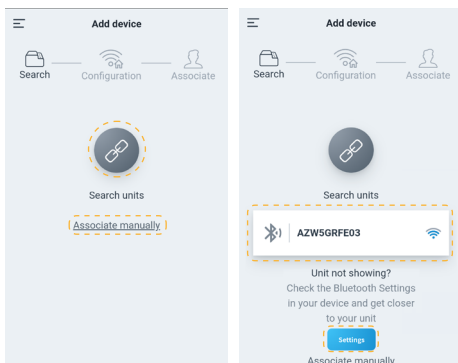 Add device
Search Configuration Associate
Search units
Associate manually
Add device
Search Configuration Associate
Search units
AZW5GRFE03
Unit not showing?
Check the Bluetooth Settings
in your device and get closer
to your unit
Settings
Associate manually